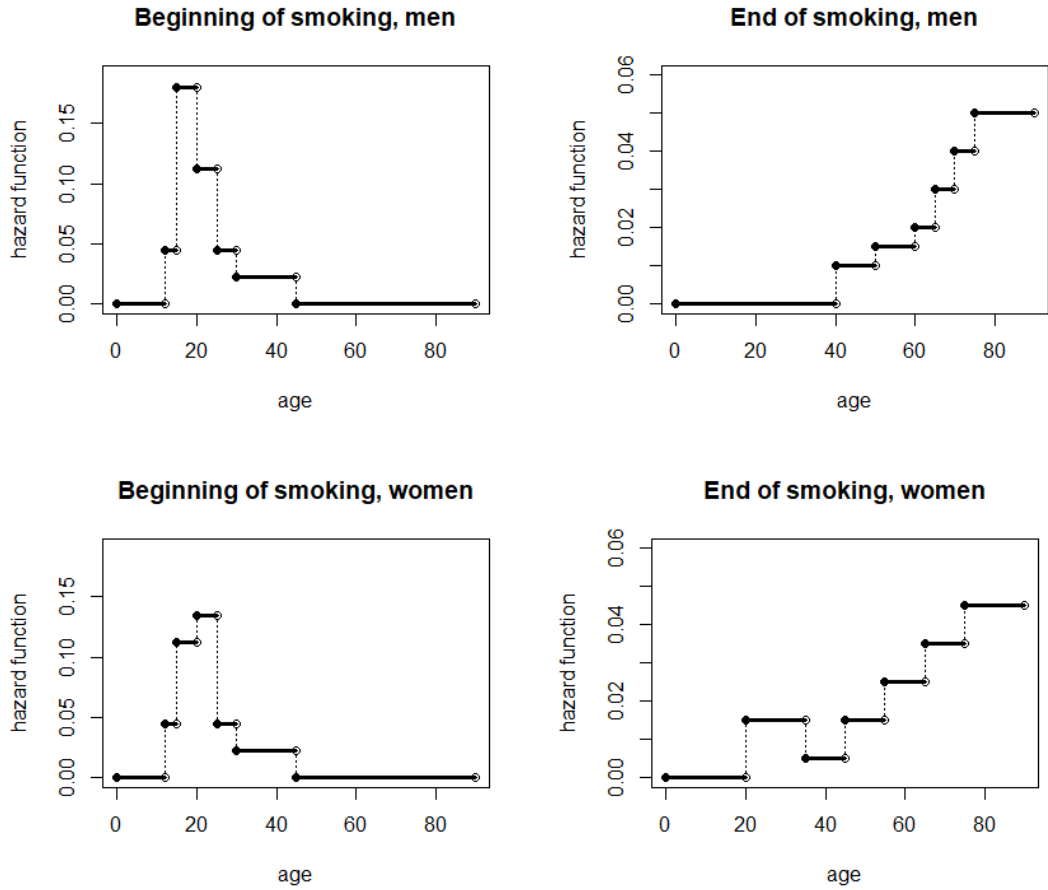 Beginning of smoking, men
End of smoking, men
hazard function
0.00 0.05 0.10 0.15
0 20 40 60 80
age
hazard function
0.00 0.02 0.04 0.06
0 20 40 60 80
age
Beginning of smoking, women
End of smoking, women
hazard function
0.00 0.05 0.10 0.15
0 20 40 60 80
age
hazard function
0.00 0.02 0.04 0.06
0 20 40 60 80
age